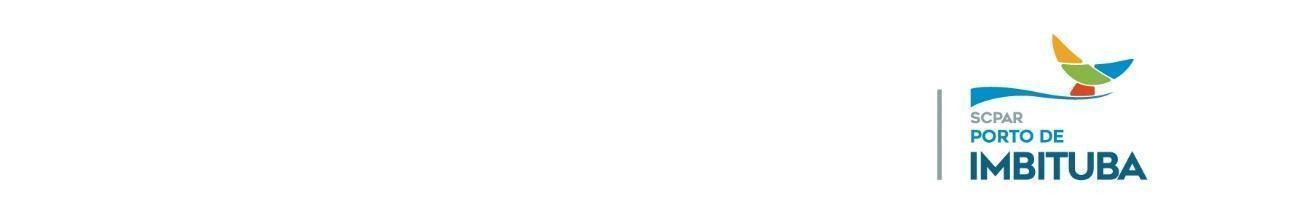 SCPAR
PORTO DE
IMBITUBA